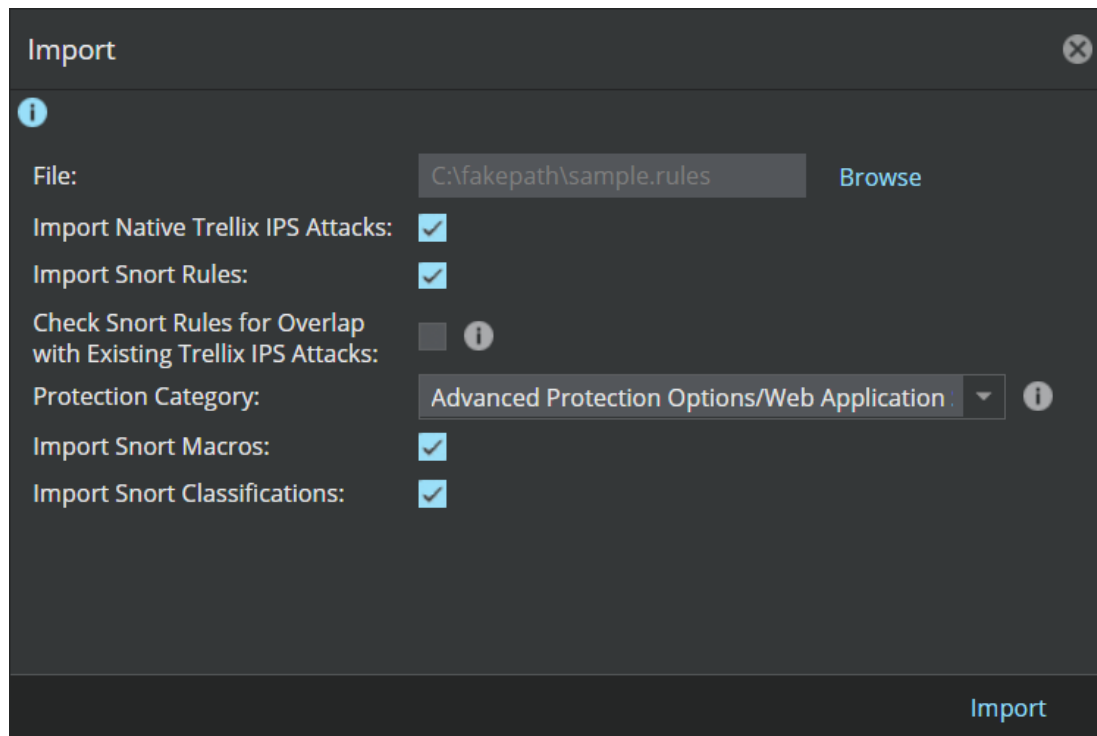 Import
File:
C:\fakepath\sample.rules
Browse
Import Native Trellix IPS Attacks:
Import Snort Rules:
Check Snort Rules for Overlap
with Existing Trellix IPS Attacks:
Protection Category:
Advanced Protection Options/Web Application
Import Snort Macros:
Import Snort Classifications:
Import